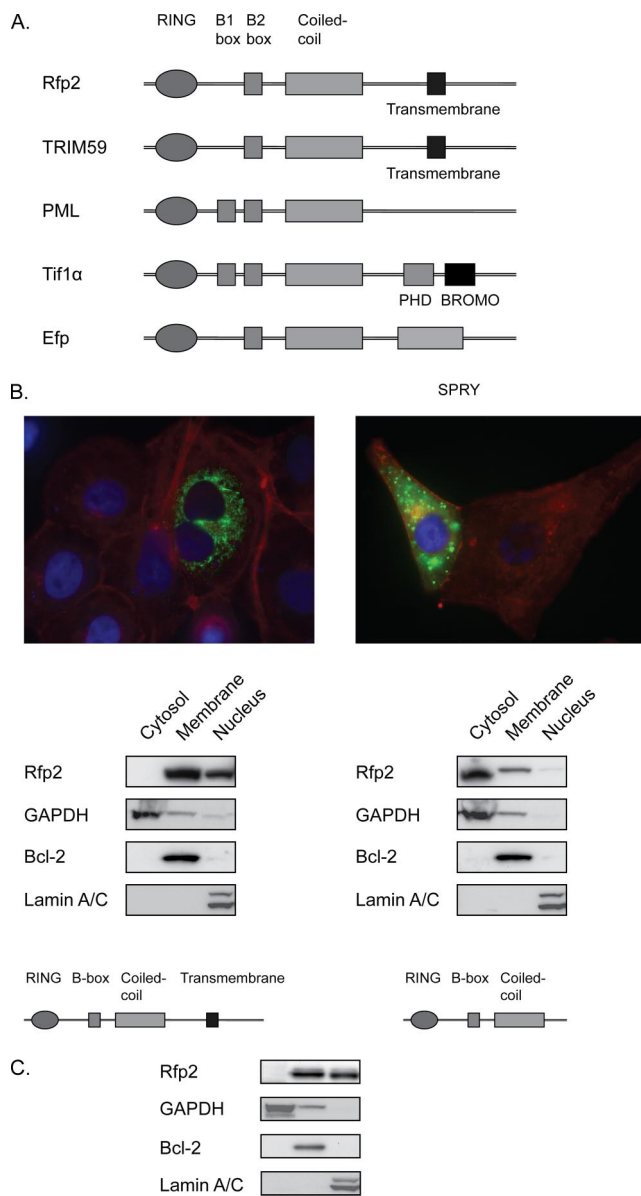 A.
RING B1 box B2 box Coiled-coil
Rfp2
Transmembrane
TRIM59
Transmembrane
PML
Tif1α
PHD BROMO
Efp
SPRY
B.
Cytosol Membrane Nucleus
Rfp2
GAPDH
Bcl-2
Lamin A/C
RING B-box Coiled-coil Transmembrane
Cytosol Membrane Nucleus
Rfp2
GAPDH
Bcl-2
Lamin A/C
RING B-box Coiled-coil
C.
Rfp2
GAPDH
Bcl-2
Lamin A/C